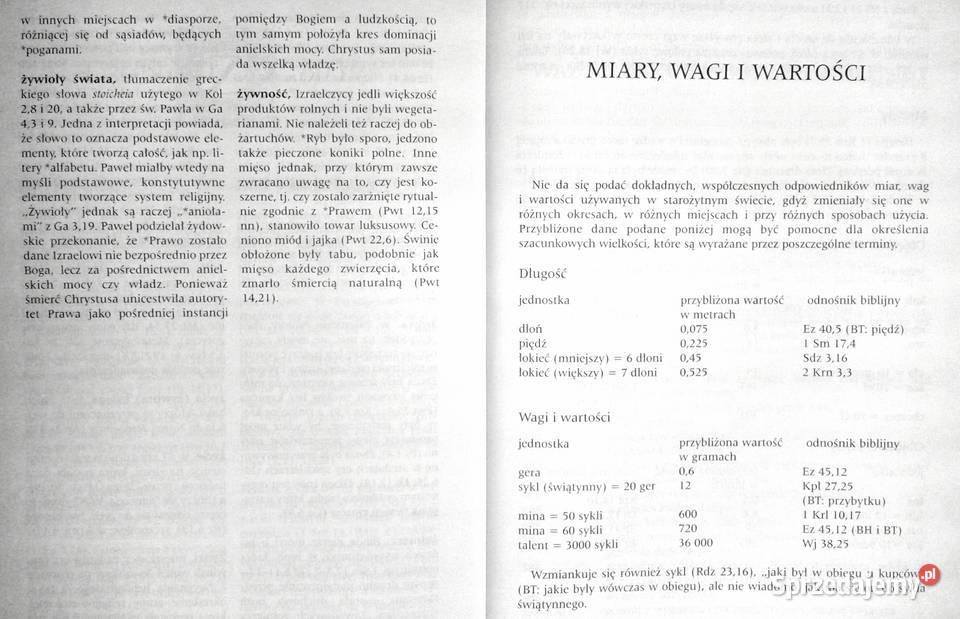 w innych miejscach w *diasporze,
różniącej się od sąsiadów, będących
*poganami.
żywioły świata, tłumaczenie grec-
kiego słowa stoicheia użytego w Kol
2,8 i 20, a także przez św. Pawła w Ga
4,3 i 9. Jedna z interpretacji powiada,
że słowo to oznacza podstawowe ele-
menty, które tworzą całość, jak np. li-
tery *alfabetu. Paweł miałby wtedy na
myśli podstawowe, konstytutywne
elementy tworzące system religijny.
„Żywioły" jednak są raczej „*anioła-
mi" z Ga 3,19. Paweł podzielał żydow-
skie przekonanie, że *Prawo zostało
dane Izraelowi nie bezpośrednio przez
Boga, lecz za pośrednictwem aniel-
skich mocy czy władz. Ponieważ
śmierć Chrystusa unicestwiła autory-
tet Prawa jako pośredniej instancji
pomiędzy Bogiem a ludzkością, to
tym samym położyła kres dominacji
anielskich mocy. Chrystus sam posia-
da wszelką władzę.
żywność, Izraelczycy jedli większość
produktów rolnych i nie byli wegeta-
rianami. Nie należeli też raczej do ob-
żartuchów. *Ryb było sporo, jedzono
także pieczone koniki polne. Inne
mięso jednak, przy którym zawsze
zwracano uwagę na to, czy jest ko-
szerne, tj. czy zostało zarżnięte rytual-
nie zgodnie z *Prawem (Pwt 12,15
nn), stanowiło towar luksusowy. Ce-
niono miód i jajka (Pwt 22,6). Świnie
obłożone były tabu, podobnie jak
mięso każdego zwierzęcia, które
zmarło śmiercią naturalną (Pwt
14,21).
MIARY, WAGI I WARTOŚCI
Nie da się podać dokładnych, współczesnych odpowiedników miar, wag
i wartości używanych w starożytnym świecie, gdyż zmieniały się one w
różnych okresach, w różnych miejscach i przy różnych sposobach użycia.
Przybliżone dane podane poniżej mogą być pomocne dla określenia
szacunkowych wielkości, które są wyrażane przez poszczególne terminy.
Długość
jednostka przybliżona wartość odnośnik biblijny
w metrach
dłoń 0,075 Ez 40,5 (BT: piędź)
piędź 0,225 1 Sm 17,4
łokieć (mniejszy) = 6 dłoni 0,45 Sdz 3,16
łokieć (większy) = 7 dłoni 0,525 2 Krn 3,3
Wagi i wartości
jednostka przybliżona wartość odnośnik biblijny
w gramach
gera 0,6 Ez 45,12
sykl (świątynny) = 20 ger 12 Kpł 27,25
(BT: przybytku)
mina = 50 sykli 600 1 Krl 10,17
mina = 60 sykli 720 Ez 45,12 (BH i BT)
talent = 3000 sykli 36 000 Wj 38,25
Wzmiankuje się również sykl (Rdz 23,16), „jaki był w obiegu u kupców"
(BT: jakie były wówczas w obiegu), ale nie
świątynnego.
Sprzedajemy.pl